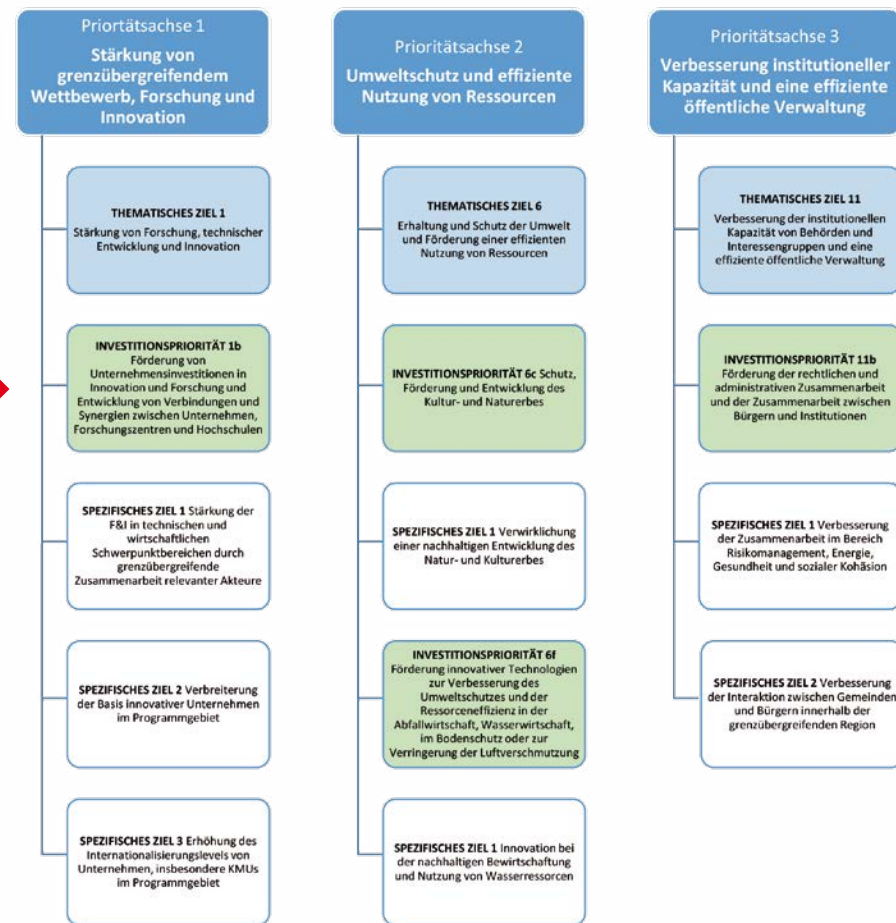 Priortätsachse 1
Stärkung von
grenzübergreifendem
Wettbewerb, Forschung und
Innovation
THEMATISCHES ZIEL 1
Stärkung von Forschung, technischer
Entwicklung und Innovation
INVESTITIONSPRIORITÄT 1b
Förderung von
Unternehmensinvestitionen in
Innovation und Forschung und
Entwicklung von Verbindungen und
Synergien zwischen Unternehmen,
Forschungszentren und Hochschulen
SPEZIFISCHES ZIEL 1 Stärkung der
F&I in technischen und
wirtschaftlichen
Schwerpunktbereichen durch
grenzübergreifende
Zusammenarbeit relevanter Akteure
SPEZIFISCHES ZIEL 2 Verbreiterung
der Basis innovativer Unternehmen
im Programmgebiet
SPEZIFISCHES ZIEL 3 Erhöhung des
Internationalisierungslevels von
Unternehmen, insbesondere KMUs
im Programmgebiet
Prioritätsachse 2
Umweltschutz und effiziente
Nutzung von Ressourcen
THEMATISCHES ZIEL 6
Erhaltung und Schutz der Umwelt
und Förderung einer effizienten
Nutzung von Ressourcen
INVESTITIONSPRIORITÄT 6c Schutz,
Förderung und Entwicklung des
Kultur- und Naturerbes
SPEZIFISCHES ZIEL 1 Verwirklichung
einer nachhaltigen Entwicklung des
Natur- und Kulturerbes
INVESTITIONSPRIORITÄT 6f
Förderung innovativer Technologien
zur Verbesserung des
Umweltschutzes und der
Ressorceneffizienz in der
Abfallwirtschaft, Wasserwirtschaft,
im Bodenschutz oder zur
Verringerung der Luftverschmutzung
SPEZIFISCHES ZIEL 1 Innovation bei
der nachhaltigen Bewirtschaftung
und Nutzung von Wasserressorcen
Prioritätsachse 3
Verbesserung institutioneller
Kapazität und eine effiziente
öffentliche Verwaltung
THEMATISCHES ZIEL 11
Verbesserung der institutionellen
Kapazität von Behörden und
Interessengruppen und eine
effiziente öffentliche Verwaltung
INVESTITIONSPRIORITÄT 11b
Förderung der rechtlichen und
administrativen Zusammenarbeit
und der Zusammenarbeit zwischen
Bürgern und Institutionen
SPEZIFISCHES ZIEL 1 Verbesserung
der Zusammenarbeit im Bereich
Risikomanagement, Energie,
Gesundheit und sozialer Kohäsion
SPEZIFISCHES ZIEL 2 Verbesserung
der Interaktion zwischen Gemeinden
und Bürgern innerhalb der
grenzübergreifenden Region